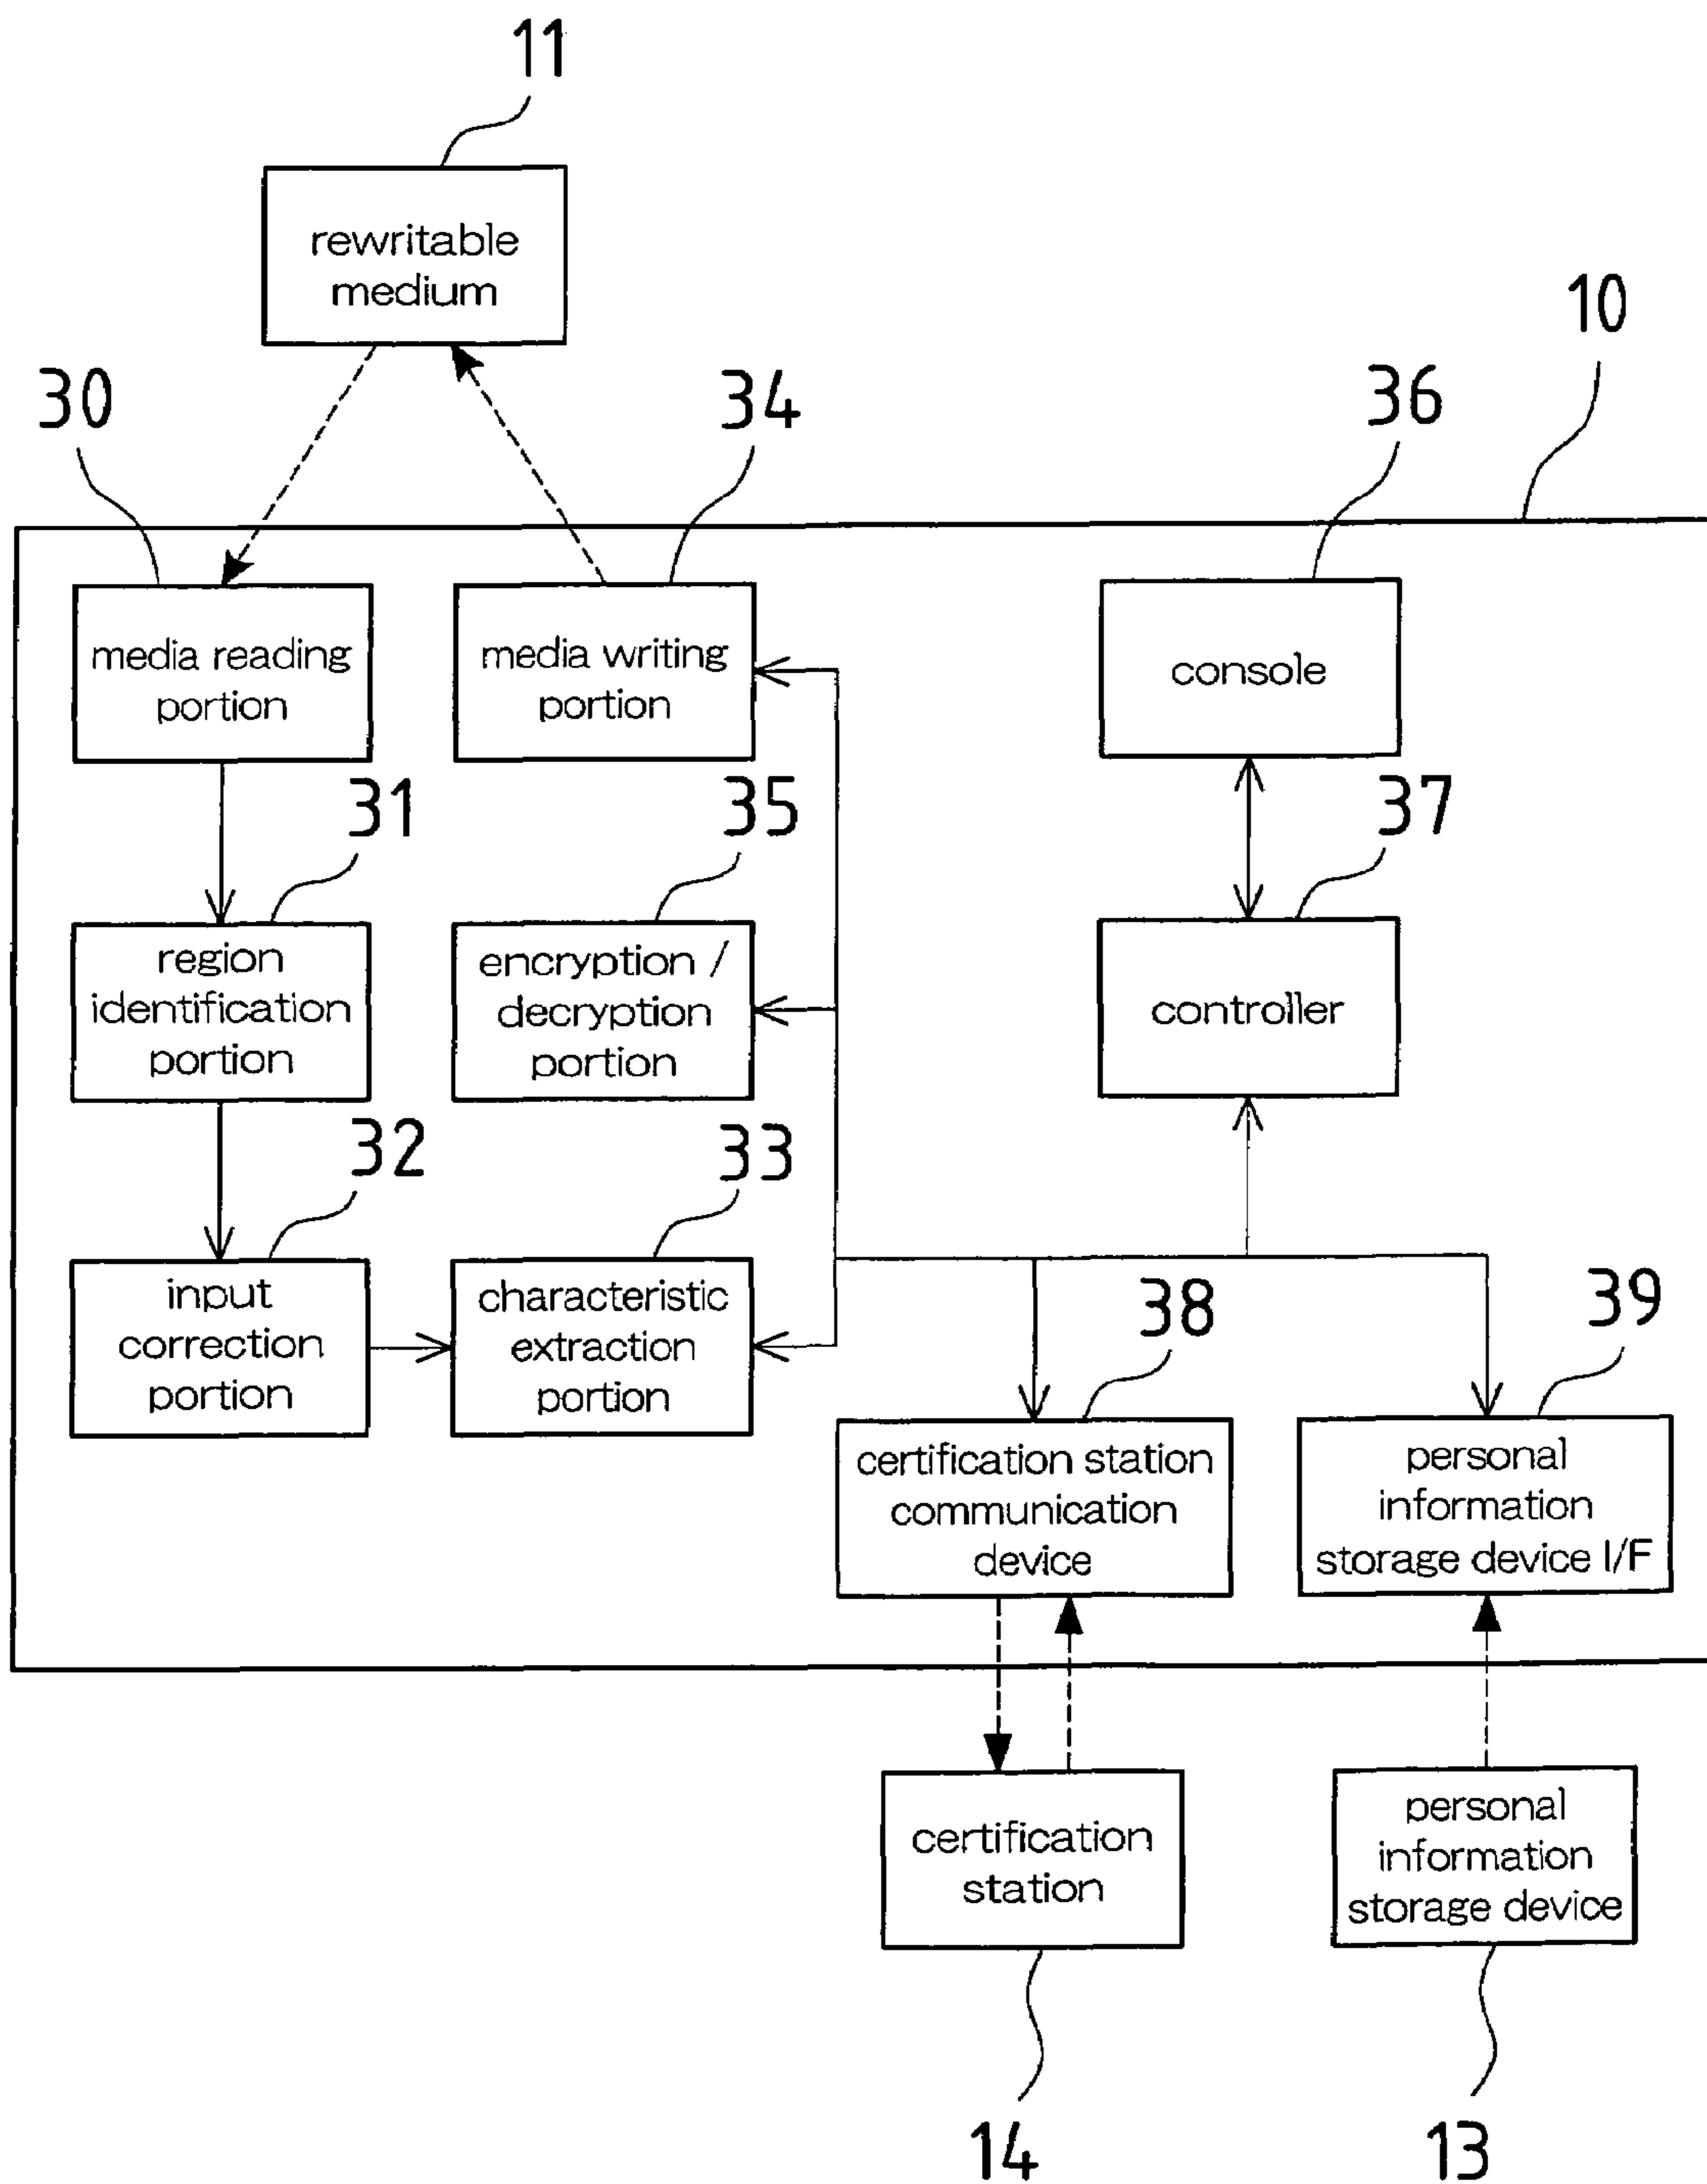 11
rewritable
medium
10
30
34
36
media reading
portion
media writing
portion
console
31
35
37
region
identification
portion
encryption /
decryption
portion
controller
32
33
input
correction
portion
characteristic
extraction
portion
38
39
certification station
communication
device
personal
information
storage device I/F
certification
station
personal
information
storage device
14
13